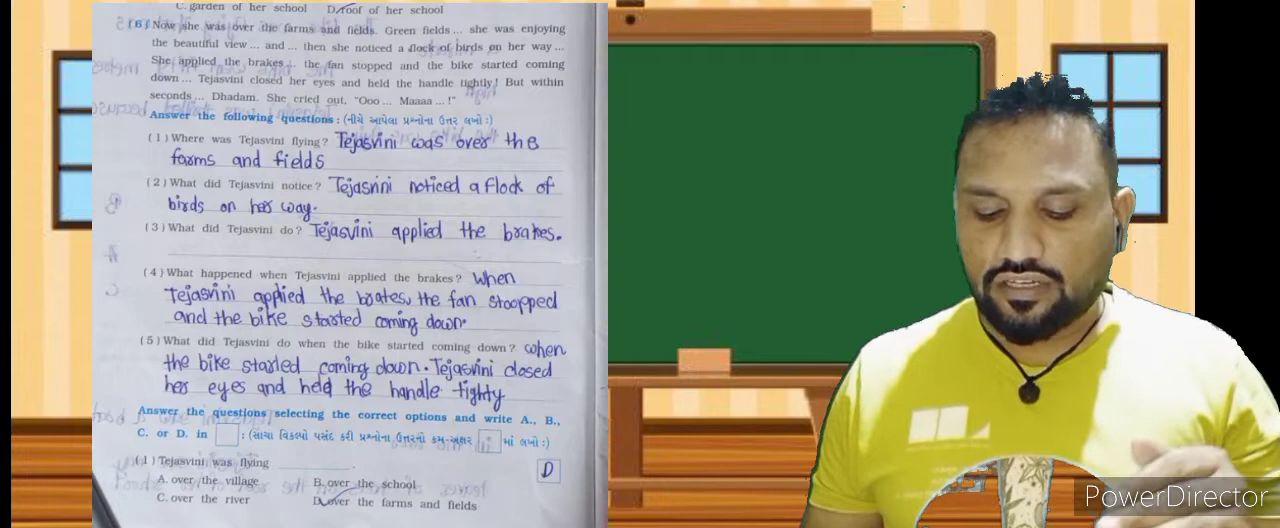 C. garden of her school D. roof of her school
(6) Now she was over the farms and fields. Green fields ... she was enjoying
the beautiful view ... and ... then she noticed a flock of birds on her way ...
She applied the brakes ... the fan stopped and the bike started coming
down ... Tejasvini closed her eyes and held the handle tightly! But within
seconds ... Dhadam. She cried out, "Ooo ... Maaaa ... !"
Answer the following questions : (નીચે આપેલા પ્રશ્નોના ઉત્તર લખો :)
(1) Where was Tejasvini flying? Tejasvini was over the
farms and fields
(2) What did Tejasvini notice? Tejasvini noticed a flock of
birds on her way.
(3) What did Tejasvini do? Tejasvini applied the brakes.
(4) What happened when Tejasvini applied the brakes? When
Tejasvini applied the brates, the fan stoopped
and the bike started coming down.
(5) What did Tejasvini do when the bike started coming down? when
the bike started coming down. Tejasvini closed
her eyes and held the handle tighty
Answer the questions selecting the correct options and write A., B.,
C. or D. in : (સાચા વિકલ્પો પસંદ કરી પ્રશ્નોના ઉત્તરનો ક્રમ-અક્ષર માં લખો :)
(1) Tejasvini was flying ____. D
A. over the village B. over the school
C. over the river D. over the farms and fields
PowerDirector